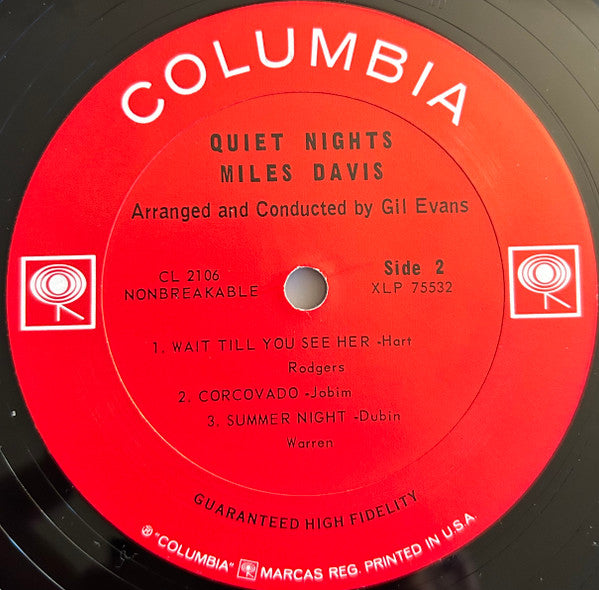 COLUMBIA
QUIET NIGHTS
MILES DAVIS
Arranged and Conducted by Gil Evans
CL 2106
NONBREAKABLE
Side 2
XLP 75532
1. WAIT TILL YOU SEE HER -Hart
Rodgers
2. CORCOVADO -Jobim
3. SUMMER NIGHT -Dubin
Warren
GUARANTEED HIGH FIDELITY
® "COLUMBIA" MARCAS REG. PRINTED IN U.S.A.